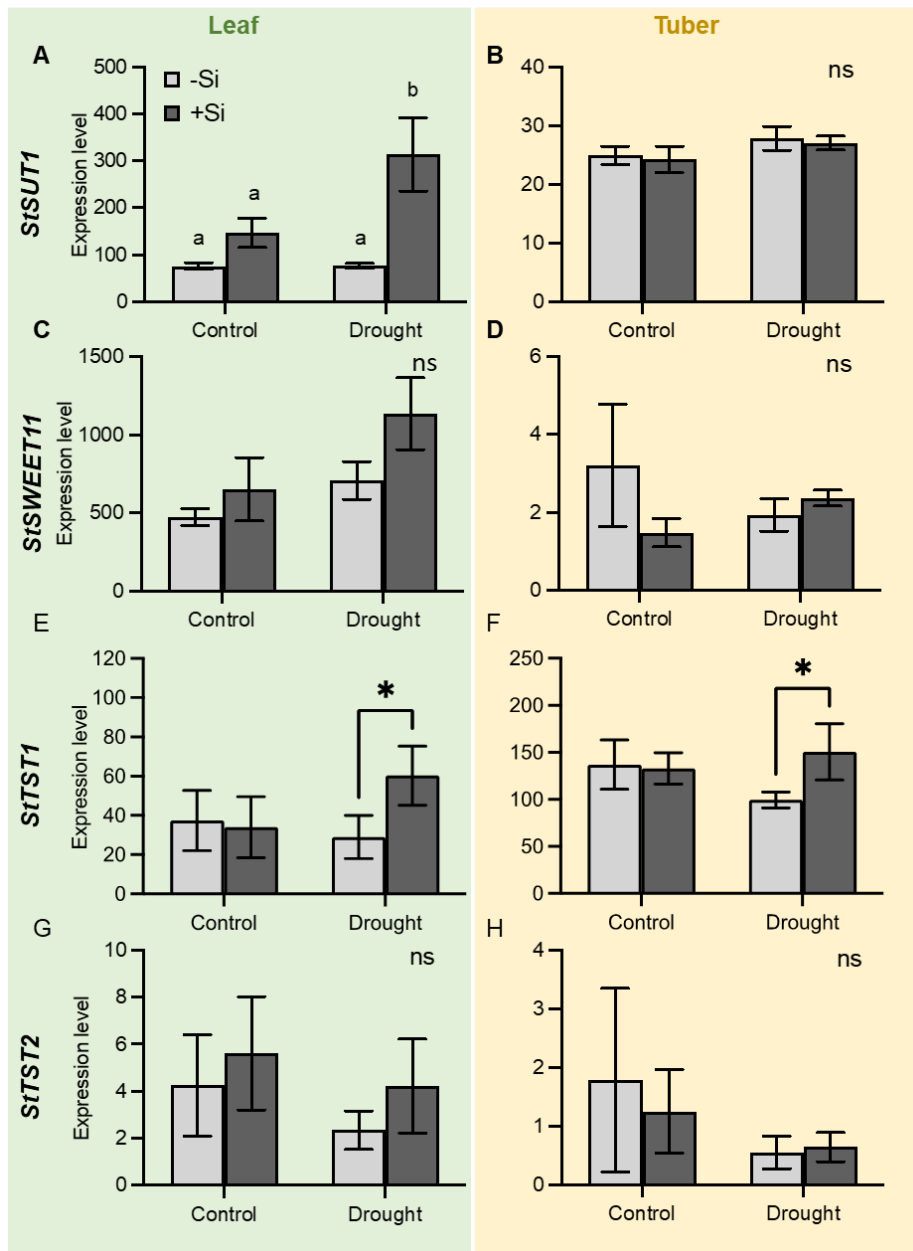 Leaf
Tuber
A
B
StSUT1
Expression level
500
400
300
200
100
0
-Si
+Si
a
a
a
b
Control
Drought
40
30
20
10
0
ns
Control
Drought
C
D
StSWEET11
Expression level
1500
1000
500
0
ns
Control
Drought
6
4
2
0
ns
Control
Drought
E
F
StTST1
Expression level
120
100
80
60
40
20
0
*
Control
Drought
250
200
150
100
50
0
*
Control
Drought
G
H
StTST2
Expression level
10
8
6
4
2
0
ns
Control
Drought
4
3
2
1
0
ns
Control
Drought